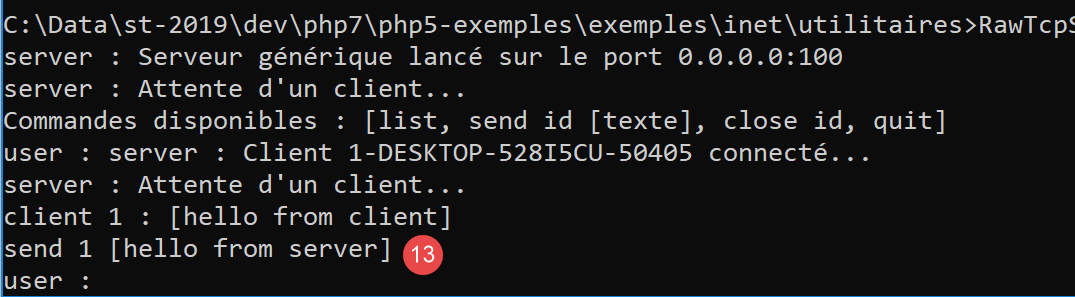 C:\Data\st-2019\dev\php7\php5-exemples\exemples\inet\utilitaires>RawTcpS
server : Serveur générique lancé sur le port 0.0.0.0:100
server : Attente d'un client...
Commandes disponibles : [list, send id [texte], close id, quit]
user : server : Client 1-DESKTOP-528I5CU-50405 connecté...
server : Attente d'un client...
client 1 : [hello from client]
send 1 [hello from server] 13
user :